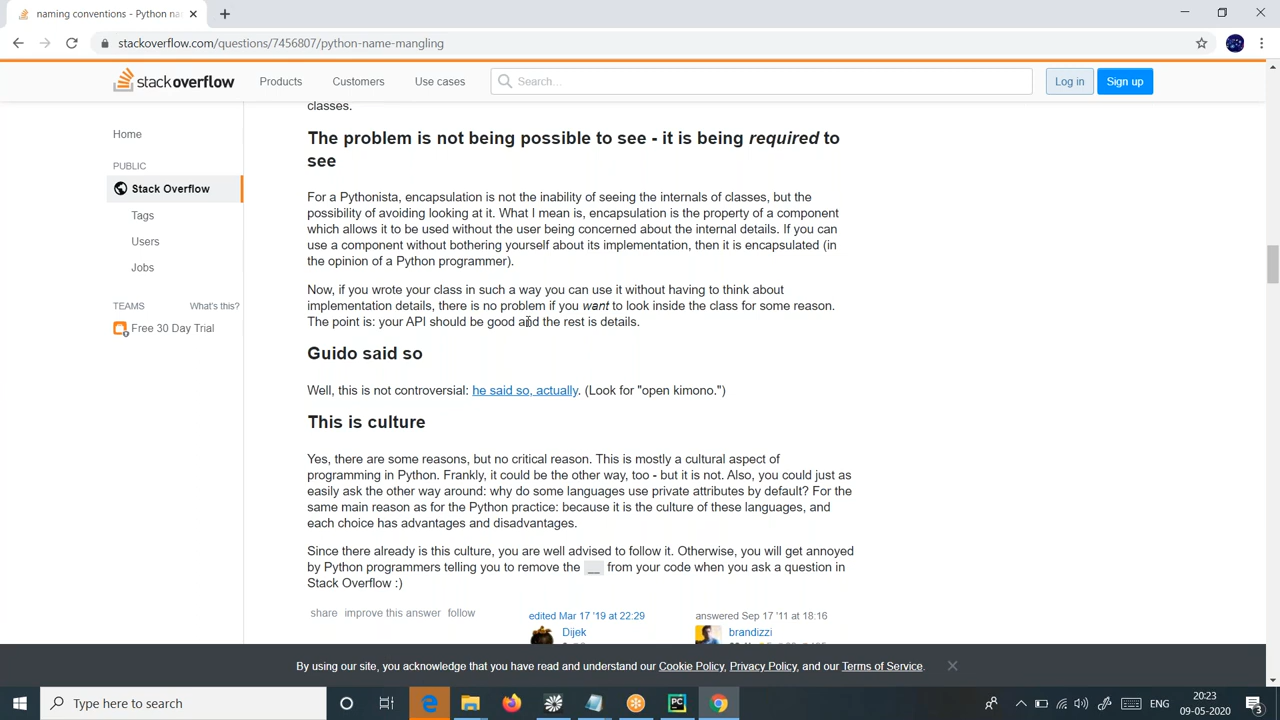 naming conventions - Python na
stackoverflow.com/questions/7456807/python-name-mangling
stackoverflow
Products
Customers
Use cases
Search...
Log in
Sign up
Home
PUBLIC
Stack Overflow
Tags
Users
Jobs
TEAMS
What's this?
Free 30 Day Trial
classes.
The problem is not being possible to see - it is being required to
see
For a Pythonista, encapsulation is not the inability of seeing the internals of classes, but the
possibility of avoiding looking at it. What I mean is, encapsulation is the property of a component
which allows it to be used without the user being concerned about the internal details. If you can
use a component without bothering yourself about its implementation, then it is encapsulated (in
the opinion of a Python programmer).
Now, if you wrote your class in such a way you can use it without having to think about
implementation details, there is no problem if you want to look inside the class for some reason.
The point is: your API should be good and the rest is details.
Guido said so
Well, this is not controversial: he said so, actually. (Look for "open kimono.")
This is culture
Yes, there are some reasons, but no critical reason. This is mostly a cultural aspect of
programming in Python. Frankly, it could be the other way, too - but it is not. Also, you could just as
easily ask the other way around: why do some languages use private attributes by default? For the
same main reason as for the Python practice: because it is the culture of these languages, and
each choice has advantages and disadvantages.
Since there already is this culture, you are well advised to follow it. Otherwise, you will get annoyed
by Python programmers telling you to remove the __ from your code when you ask a question in
Stack Overflow :)
share improve this answer follow
edited Mar 17 '19 at 22:29
answered Sep 17 '11 at 18:16
Dijek
brandizzi
By using our site, you acknowledge that you have read and understand our Cookie Policy, Privacy Policy, and our Terms of Service.
Type here to search
PC
ENG
20:23
09-05-2020
3